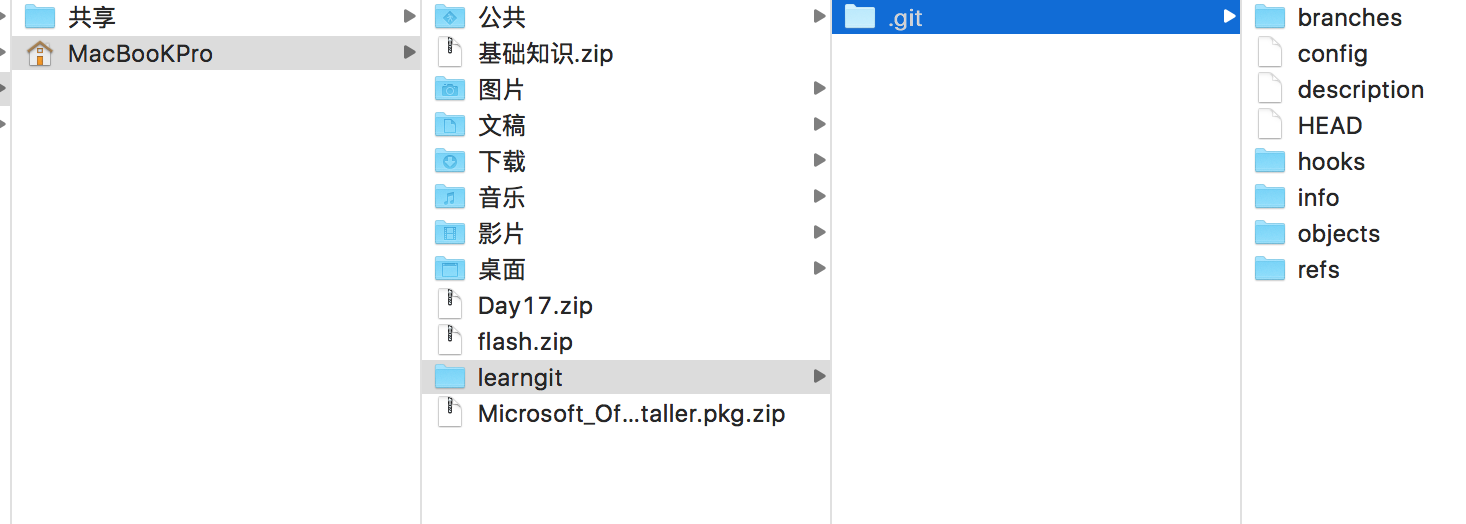 共享
MacBooKPro
公共
基础知识.zip
图片
文稿
下载
音乐
影片
桌面
Day17.zip
flash.zip
learngit
Microsoft_Of...taller.pkg.zip
.git
branches
config
description
HEAD
hooks
info
objects
refs